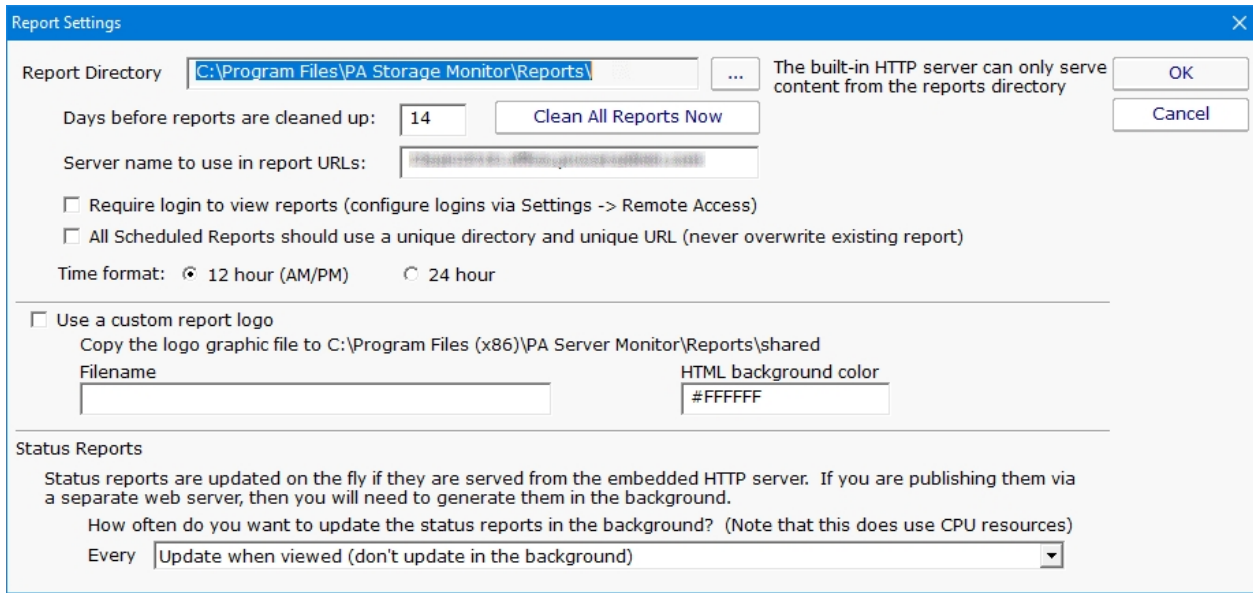 Report Settings
Report Directory C:\Program Files\PA Storage Monitor\Reports\ ... The built-in HTTP server can only serve OK
content from the reports directory
Days before reports are cleaned up: 14 Clean All Reports Now Cancel
Server name to use in report URLs:
Require login to view reports (configure logins via Settings -> Remote Access)
All Scheduled Reports should use a unique directory and unique URL (never overwrite existing report)
Time format: 12 hour (AM/PM) 24 hour
Use a custom report logo
Copy the logo graphic file to C:\Program Files (x86)\PA Server Monitor\Reports\shared
Filename HTML background color
#FFFFFF
Status Reports
Status reports are updated on the fly if they are served from the embedded HTTP server. If you are publishing them via
a separate web server, then you will need to generate them in the background.
How often do you want to update the status reports in the background? (Note that this does use CPU resources)
Every Update when viewed (don't update in the background)